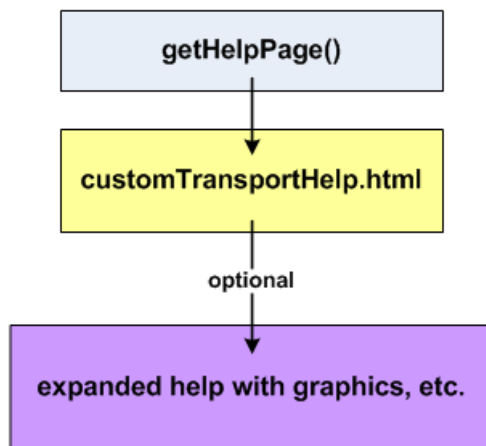 getHelpPage()
customTransportHelp.html
optional
expanded help with graphics, etc.